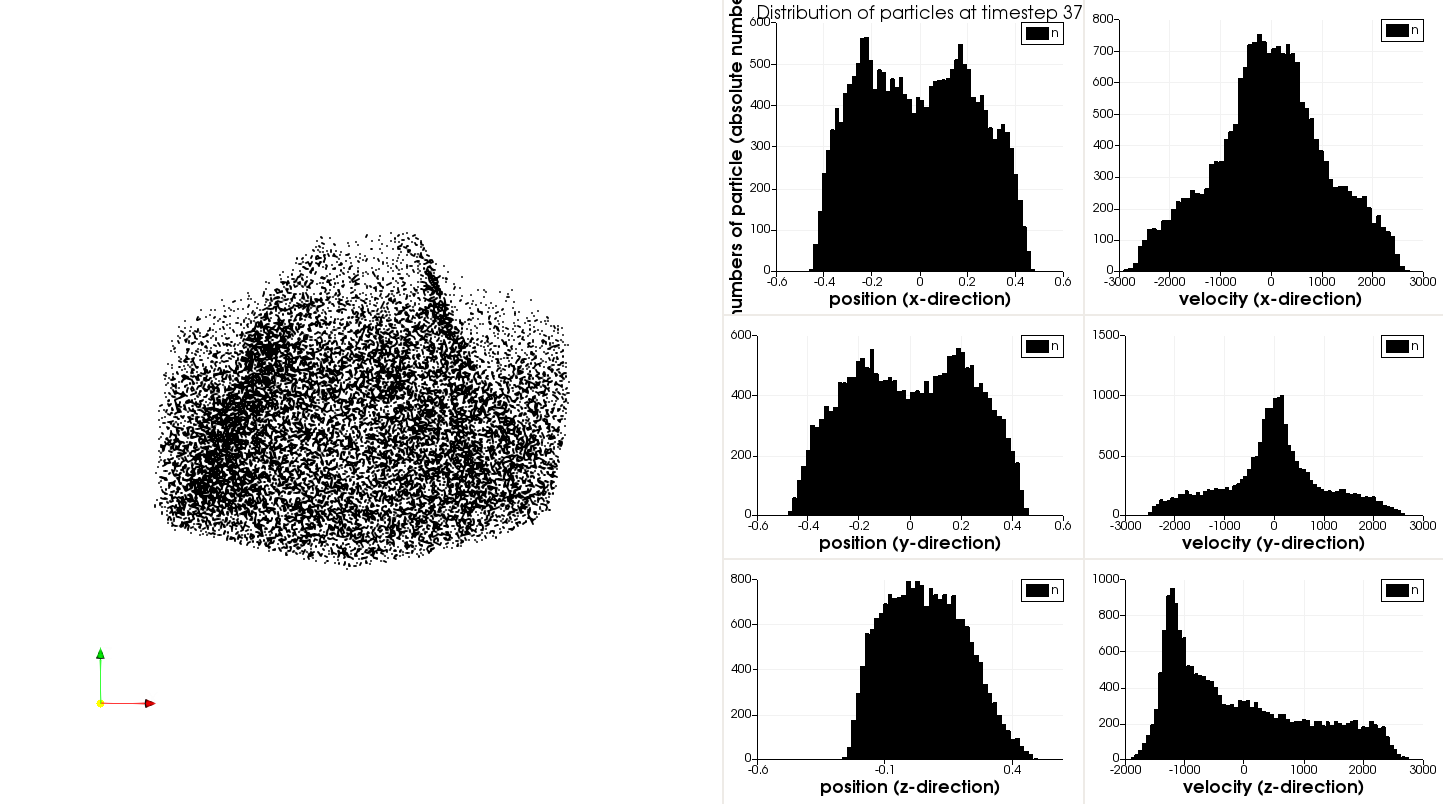 Distribution of particles at timestep 37
numbers of particle (absolute numbe
600
500
400
300
200
100
0
-0.6 -0.4 -0.2 0 0.2 0.4 0.6
position (x-direction)
n
800
700
600
500
400
300
200
100
0
-3000 -2000 -1000 0 1000 2000 3000
velocity (x-direction)
n
600
400
200
0
-0.6 -0.4 -0.2 0 0.2 0.4 0.6
position (y-direction)
n
1500
1000
500
0
-3000 -2000 -1000 0 1000 2000 3000
velocity (y-direction)
n
800
600
400
200
0
-0.6 -0.1 0.4
position (z-direction)
n
1000
800
600
400
200
0
-2000 -1000 0 1000 2000 3000
velocity (z-direction)
n